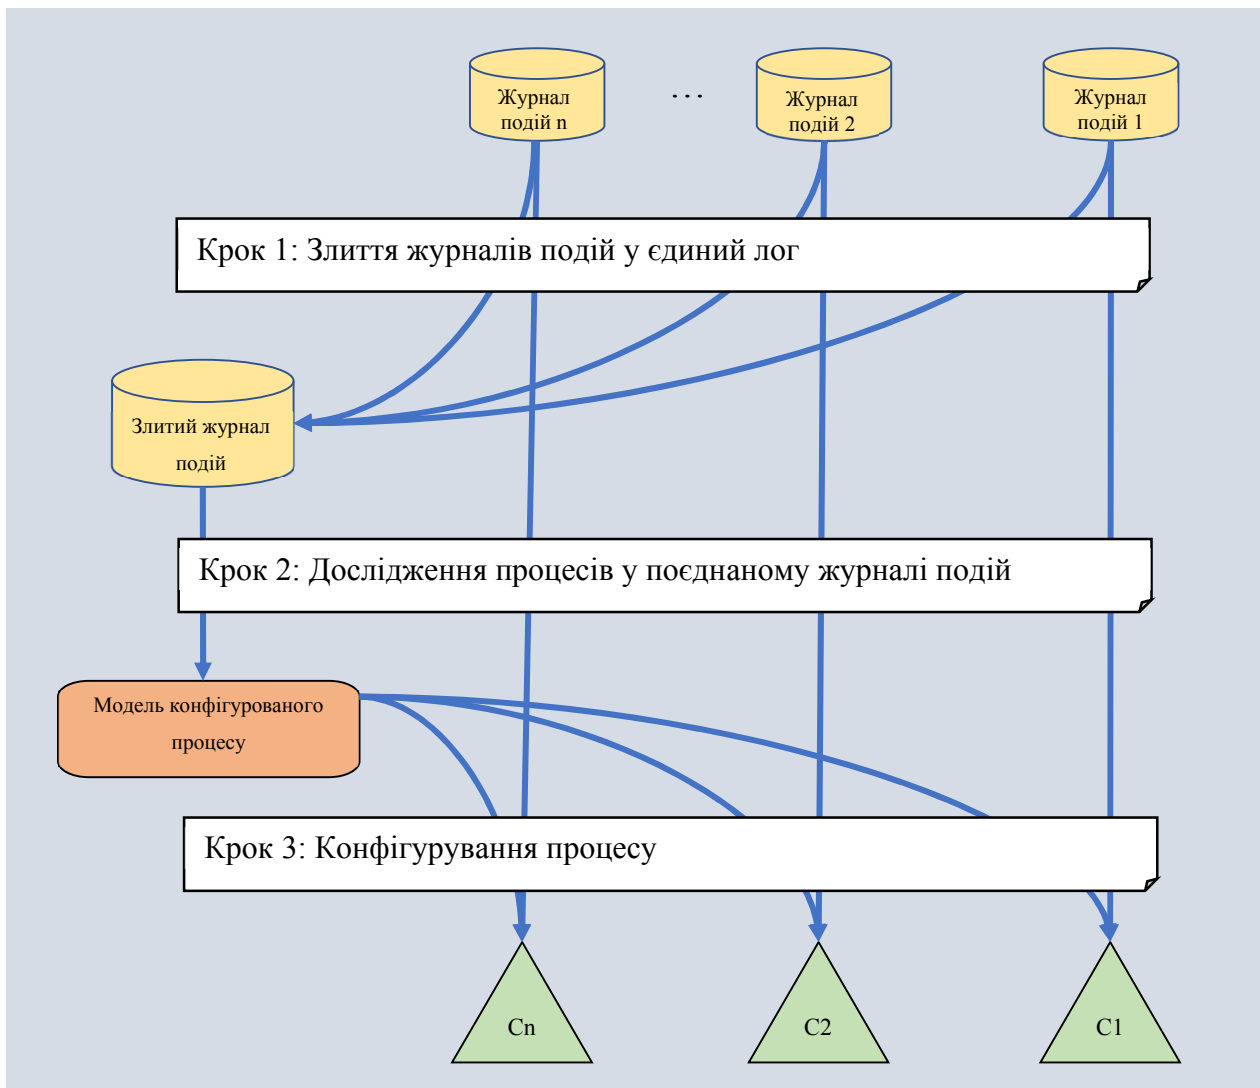 Журнал
подій n
...
Журнал
подій 2
Журнал
подій 1
Крок 1: Злиття журналів подій у єдиний лог
Злитий журнал
подій
Крок 2: Дослідження процесів у поєднаному журналі подій
Модель конфігурованого
процесу
Крок 3: Конфігурування процесу
Cn
C2
C1